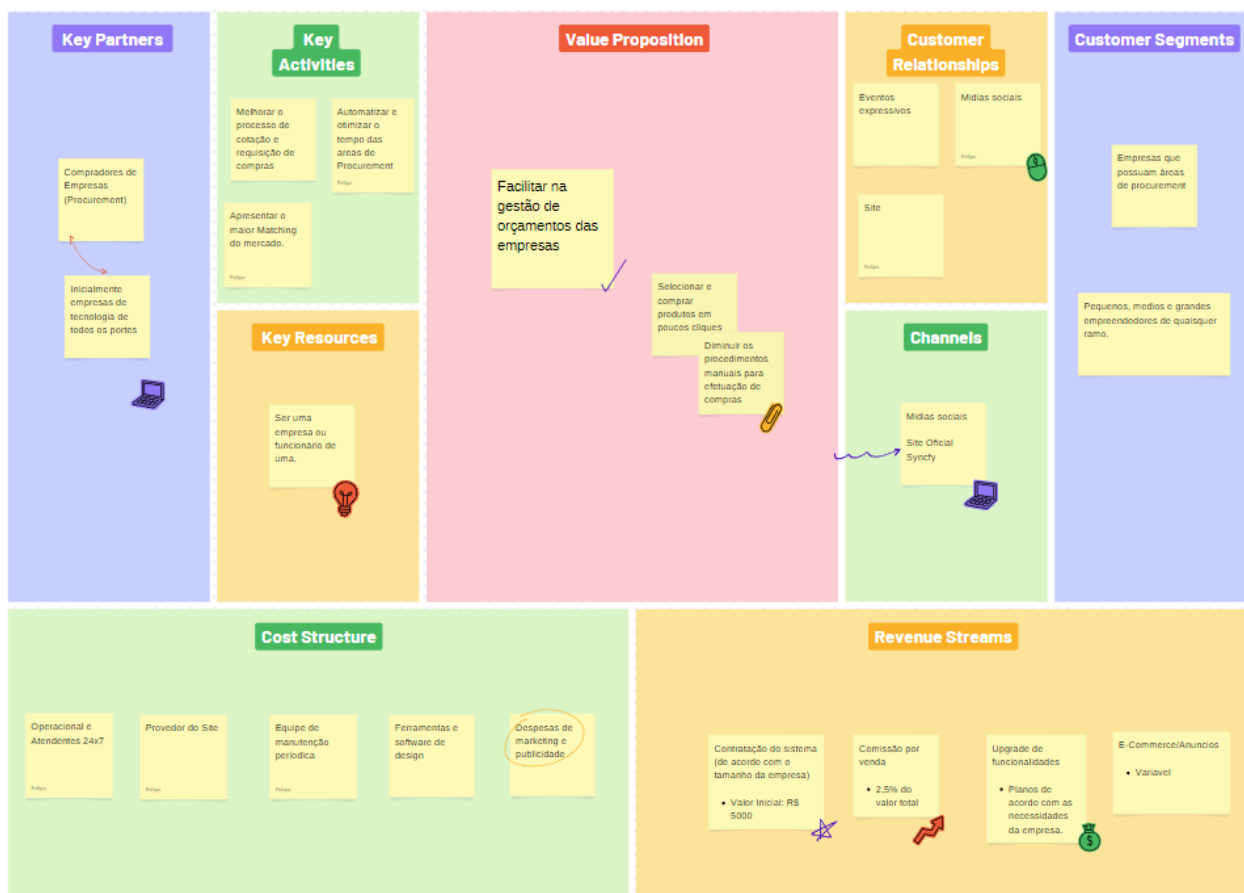 Key Partners
Compradores de
Empresas
(Procurement)
Inicialmente
empresas de
tecnologia de
todos os portes
Key
Activities
Melhorar o
processo de
cotação e
requisição de
compras
Automatizar e
otimizar o
tempo das
areas de
Procurement
Felipe
Apresentar o
maior Matching
do mercado.
Felipe
Key Resources
Ser uma
empresa ou
funcionário de
uma.
Value Proposition
Facilitar na
gestão de
orçamentos das
empresas
Selecionar e
comprar
produtos em
poucos cliques
Diminuir os
procedimentos
manuais para
efetuação de
compras
Customer
Relationships
Eventos
expressivos
Midias sociais
Felipe
Site
Felipe
Channels
Midias sociais
Site Oficial
Syncfy
Customer Segments
Empresas que
possuam áreas
de procurement
Pequenos, medios e grandes
empreendedores de quaisquer
ramo.
Cost Structure
Operacional e
Atendentes 24x7
Felipe
Provedor do Site
Felipe
Equipe de
manutenção
periodica
Ferramentas e
software de
design
Despesas de
marketing e
publicidade
Revenue Streams
Contratação do sistema
(de acordo com o
tamanho da empresa)
• Valor Inicial: R$
5000
Comissão por
venda
• 2,5% do
valor total
Upgrade de
funcionalidades
• Planos de
acordo com as
necessidades
da empresa.
E-Commerce/Anuncios
• Variavel